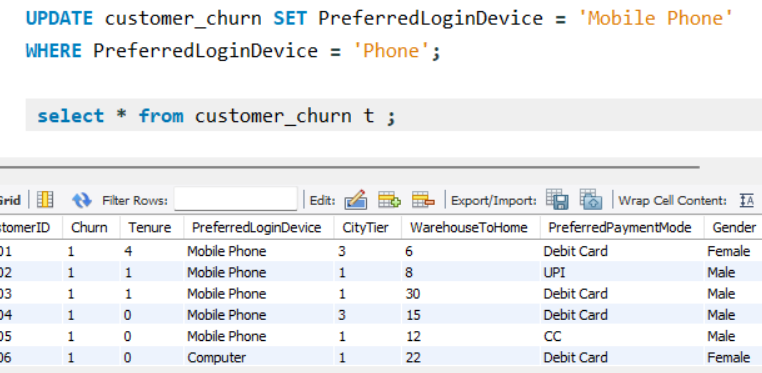 UPDATE customer_churn SET PreferredLoginDevice = 'Mobile Phone'
WHERE PreferredLoginDevice = 'Phone';
select * from customer_churn t ;
Grid Filter Rows: Edit: Export/Import: Wrap Cell Content: IA
stomerID Churn Tenure PreferredLoginDevice CityTier WarehouseToHome PreferredPaymentMode Gender
01 1 4 Mobile Phone 3 6 Debit Card Female
02 1 1 Mobile Phone 1 8 UPI Male
03 1 1 Mobile Phone 1 30 Debit Card Male
04 1 0 Mobile Phone 3 15 Debit Card Male
05 1 0 Mobile Phone 1 12 CC Male
06 1 0 Computer 1 22 Debit Card Female